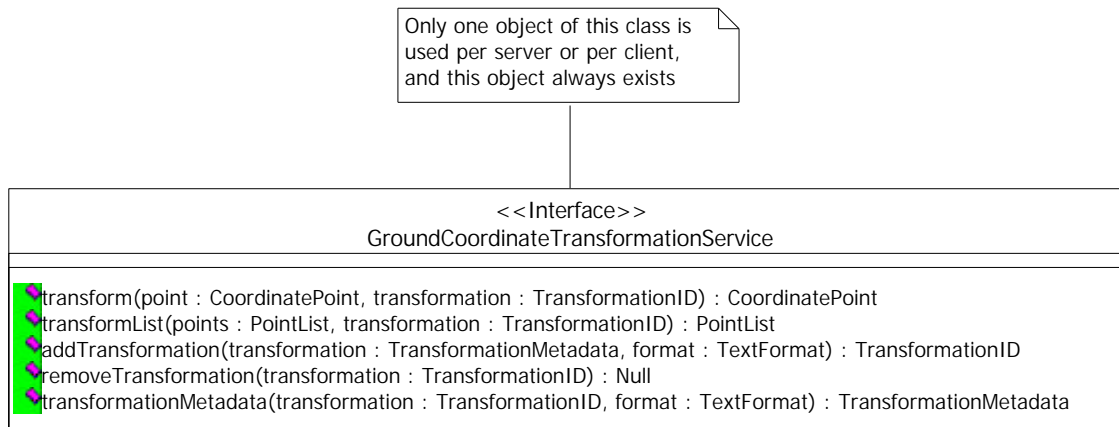 Only one object of this class is
used per server or per client,
and this object always exists
<<Interface>>
GroundCoordinateTransformationService
transform(point : CoordinatePoint, transformation : TransformationID) : CoordinatePoint
transformList(points : PointList, transformation : TransformationID) : PointList
addTransformation(transformation : TransformationMetadata, format : TextFormat) : TransformationID
removeTransformation(transformation : TransformationID) : Null
transformationMetadata(transformation : TransformationID, format : TextFormat) : TransformationMetadata